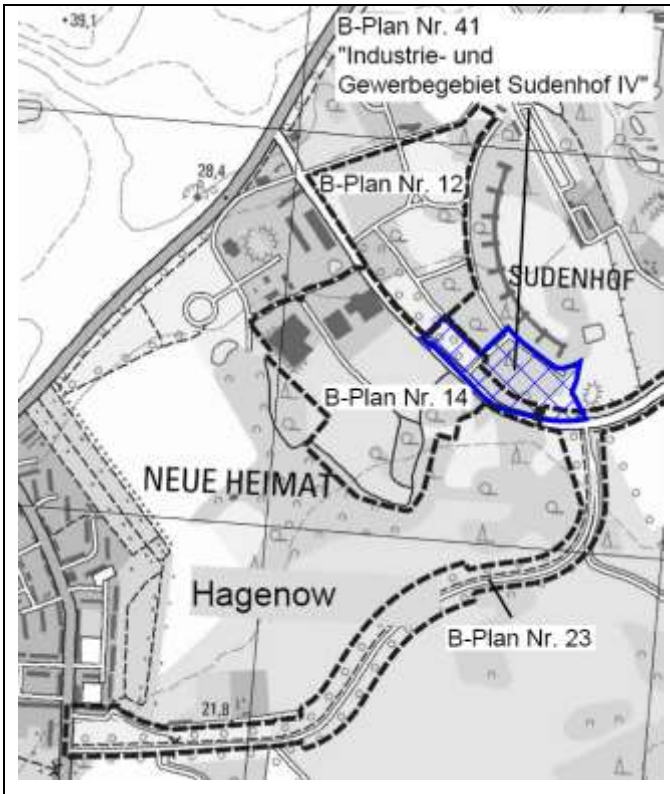 +39,1
B-Plan Nr. 41
"Industrie- und
Gewerbegebiet Sudenhof IV"
28,4
B-Plan Nr. 12
SUDENHOF
B-Plan Nr. 14
NEUE HEIMAT
Hagenow
B-Plan Nr. 23
21,8